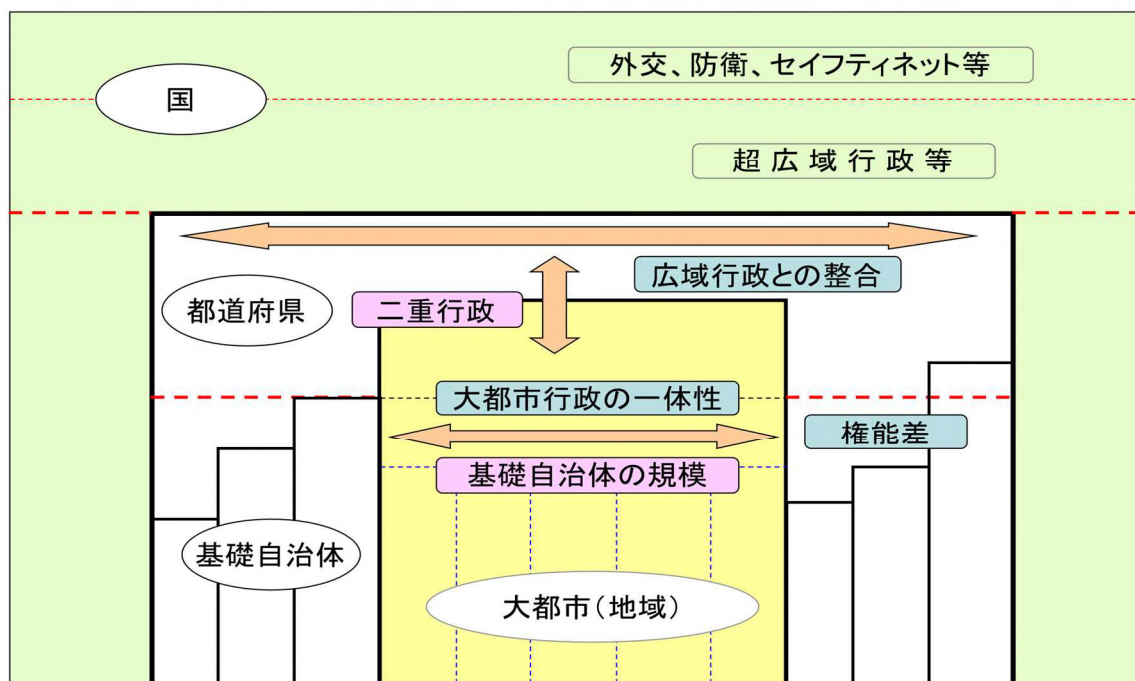 外交、防衛、セイフティネット等
国
超広域行政等
広域行政との整合
都道府県
二重行政
大都市行政の一体性
権能差
基礎自治体の規模
基礎自治体
大都市（地域）